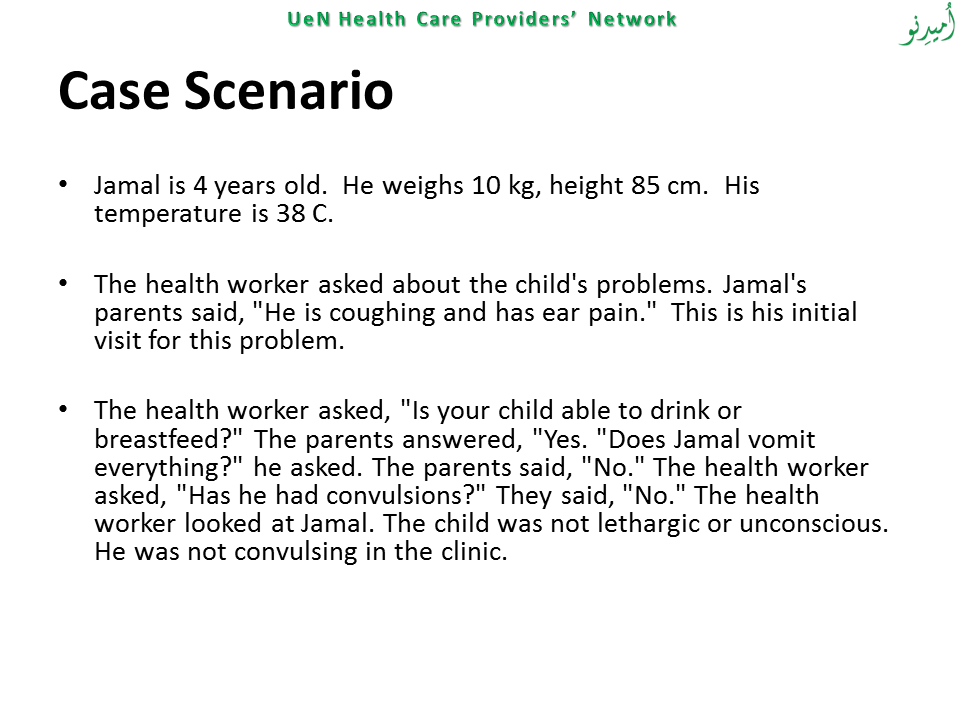 UeN Health Care Providers’ Network
اُمیدِنو
Case Scenario
• Jamal is 4 years old.  He weighs 10 kg, height 85 cm.  His
temperature is 38 C.
• The health worker asked about the child's problems. Jamal's
parents said, "He is coughing and has ear pain."  This is his initial
visit for this problem.
• The health worker asked, "Is your child able to drink or
breastfeed?" The parents answered, "Yes. "Does Jamal vomit
everything?" he asked. The parents said, "No." The health worker
asked, "Has he had convulsions?" They said, "No." The health
worker looked at Jamal. The child was not lethargic or unconscious.
He was not convulsing in the clinic.